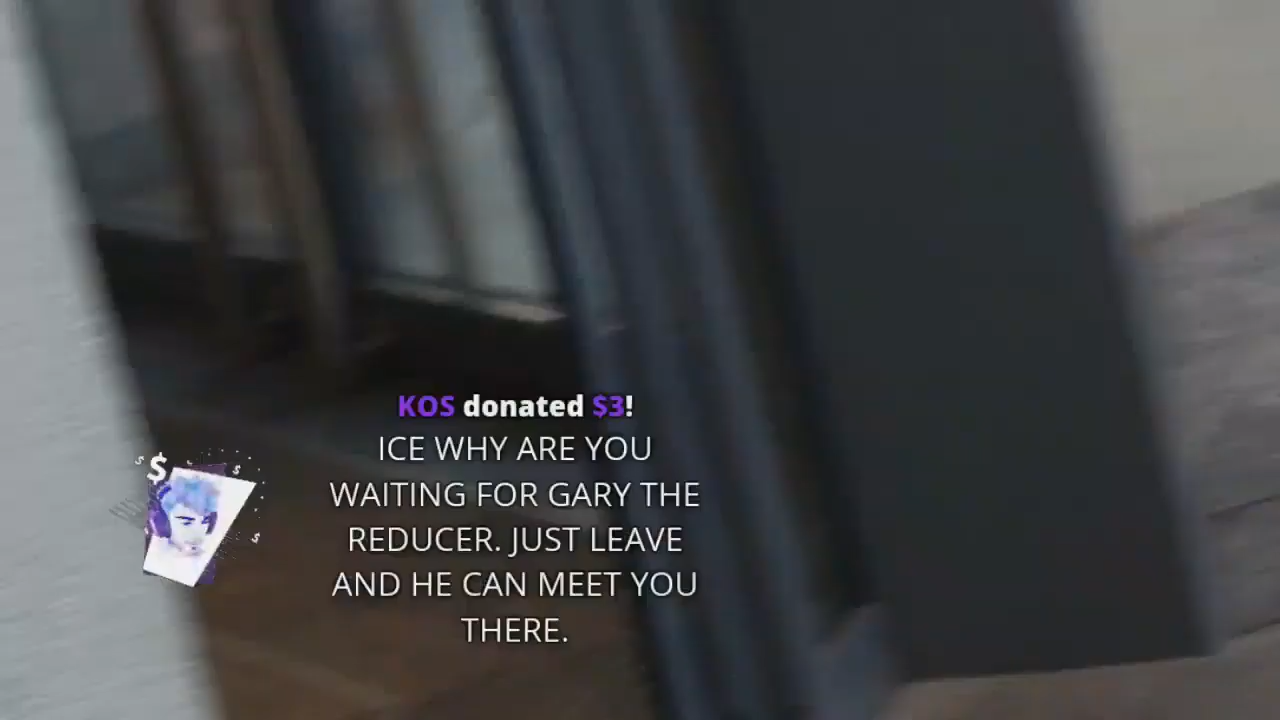 KOS donated $3!
ICE WHY ARE YOU
WAITING FOR GARY THE
REDUCER. JUST LEAVE
AND HE CAN MEET YOU
THERE.